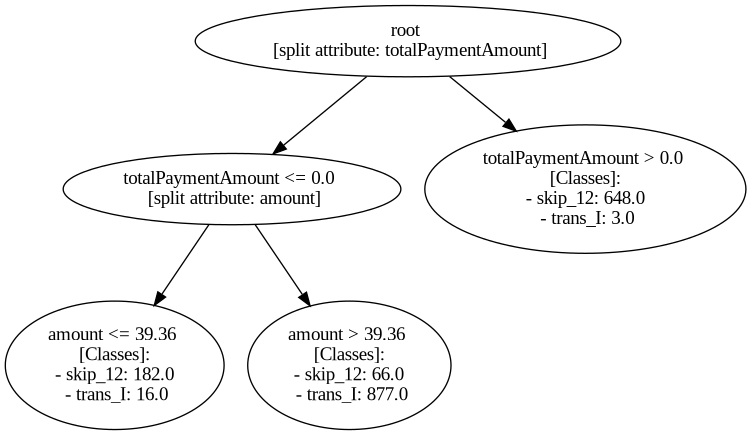 root
[split attribute: totalPaymentAmount]
totalPaymentAmount <= 0.0
[split attribute: amount]
totalPaymentAmount > 0.0
[Classes]:
- skip_12: 648.0
- trans_I: 3.0
amount <= 39.36
[Classes]:
- skip_12: 182.0
- trans_I: 16.0
amount > 39.36
[Classes]:
- skip_12: 66.0
- trans_I: 877.0